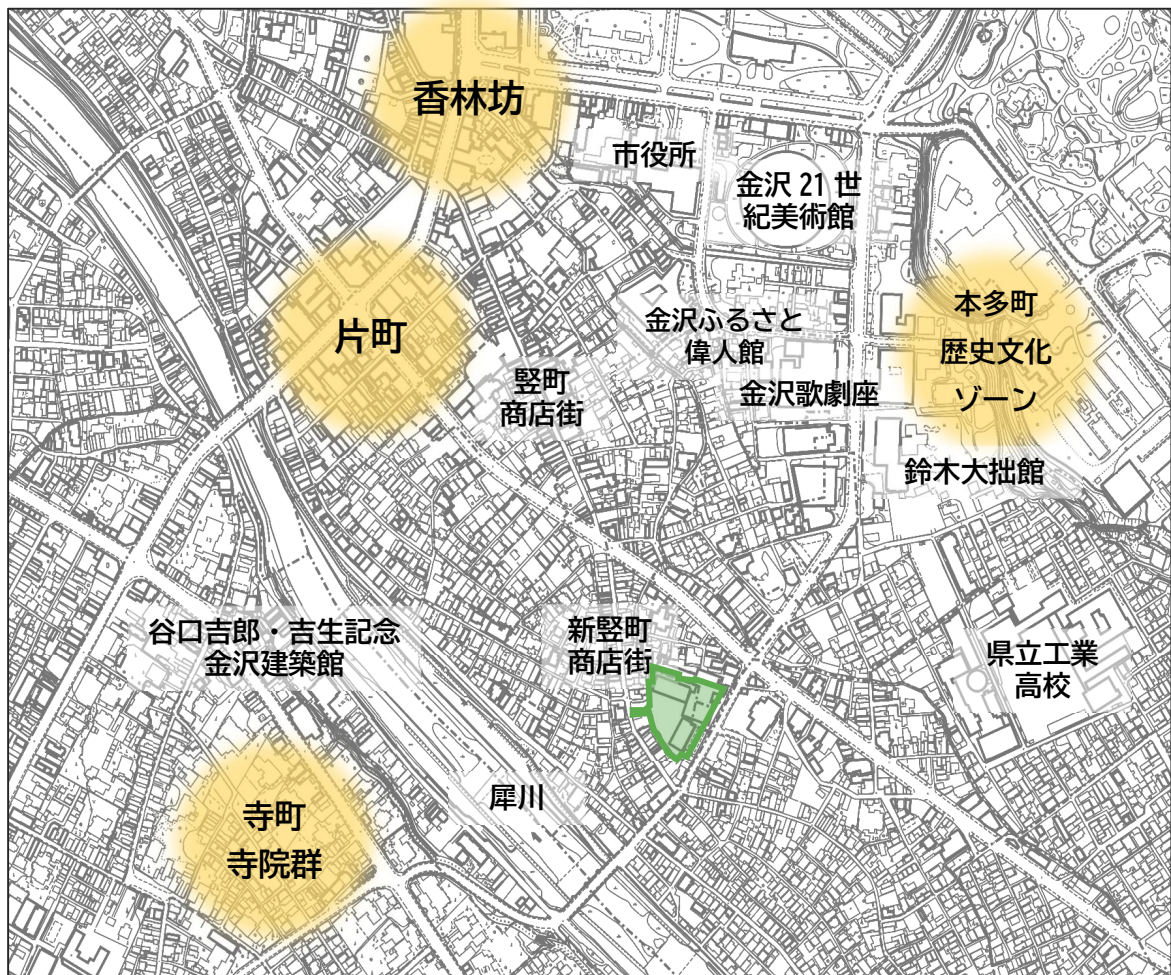 香林坊
市役所
金沢 21 世
紀美術館
本多町
歴史文化
ゾーン
片町
金沢ふるさと
偉人館
竪町
商店街
金沢歌劇座
鈴木大拙館
谷口吉郎・吉生記念
金沢建築館
新竪町
商店街
県立工業
高校
犀川
寺町
寺院群